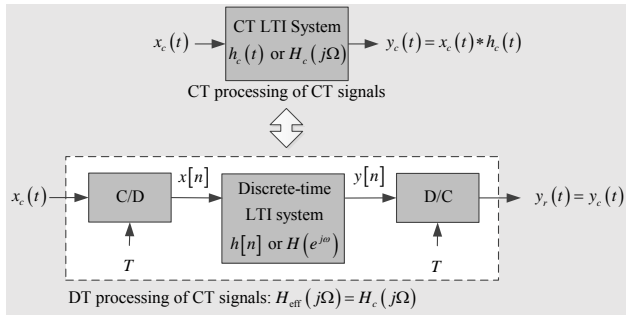 CT LTI System
x_c(t)
h_c(t) or H_c(jΩ)
y_c(t) = x_c(t)*h_c(t)
CT processing of CT signals
x[n]
y[n]
x_c(t)
C/D
Discrete-time
LTI system
h[n] or H(e^{jω})
D/C
y_r(t) = y_c(t)
T
T
DT processing of CT signals: H_eff(jΩ) = H_c(jΩ)